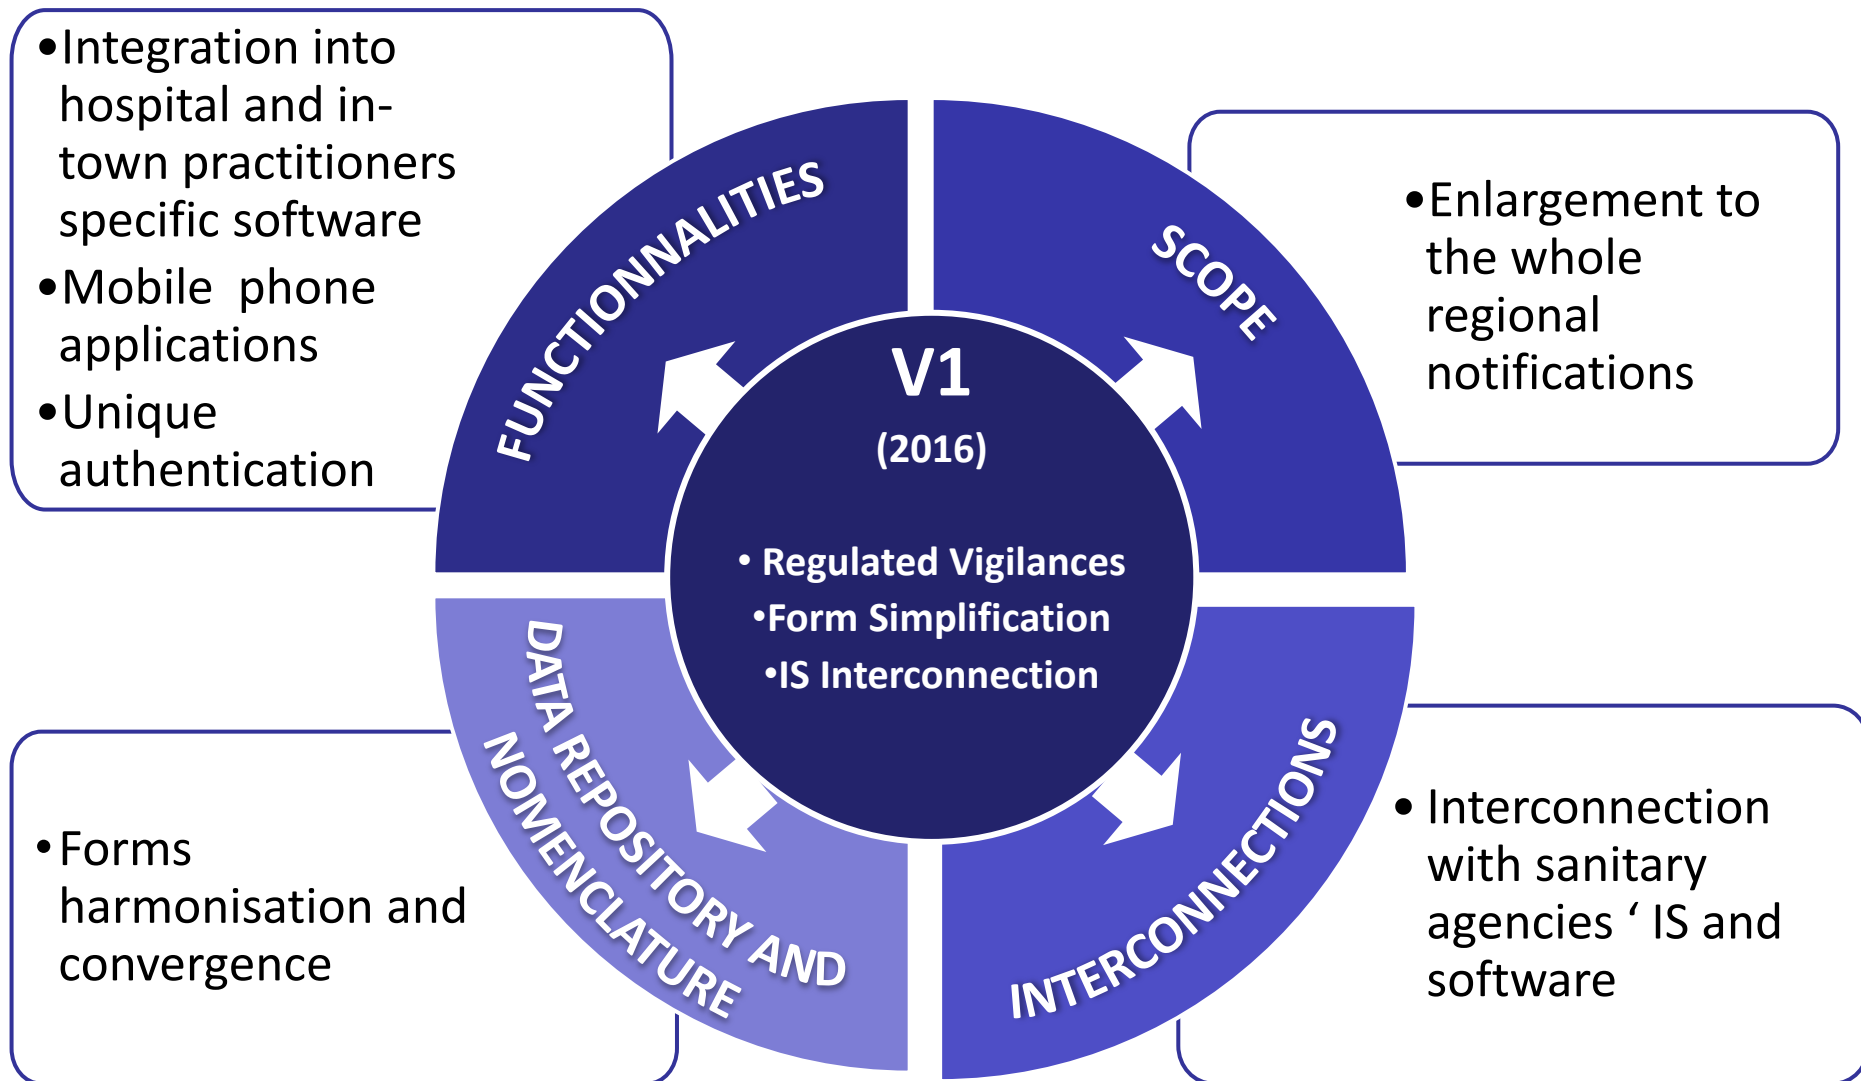 •Integration into
hospital and in-
town practitioners
specific software
•Mobile  phone
applications
•Unique
authentication
FUNCTIONNALITIES
SCOPE
•Enlargement to
the whole
regional
notifications
V1
(2016)
• Regulated Vigilances
•Form Simplification
•IS Interconnection
•Forms
harmonisation and
convergence
DATA REPOSITORY AND
NOMENCLATURE
INTERCONNECTIONS
• Interconnection
with sanitary
agencies ‘ IS and
software